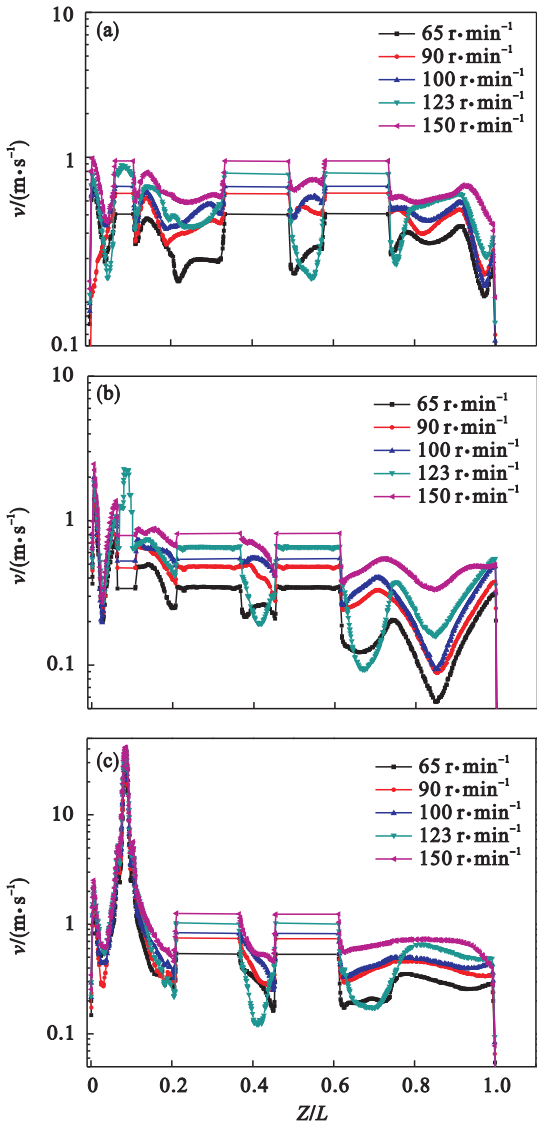 10
(a)
65 r·min⁻¹
90 r·min⁻¹
100 r·min⁻¹
123 r·min⁻¹
150 r·min⁻¹
1
v/(m·s⁻¹)
0.1
10
(b)
65 r·min⁻¹
90 r·min⁻¹
100 r·min⁻¹
123 r·min⁻¹
150 r·min⁻¹
1
v/(m·s⁻¹)
0.1
(c)
65 r·min⁻¹
90 r·min⁻¹
100 r·min⁻¹
123 r·min⁻¹
150 r·min⁻¹
10
1
v/(m·s⁻¹)
0.1
0 0.2 0.4 0.6 0.8 1.0
Z/L